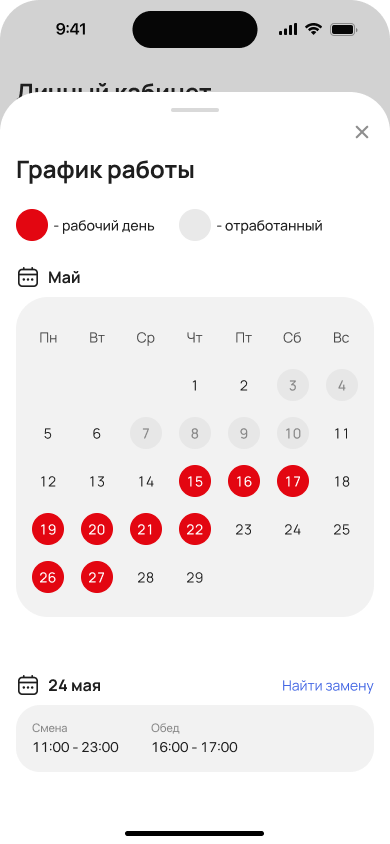 9:41
Личный кабинет
График работы
- рабочий день - отработанный
Май
Пн Вт Ср Чт Пт Сб Вс
1 2 3 4
5 6 7 8 9 10 11
12 13 14 15 16 17 18
19 20 21 22 23 24 25
26 27 28 29
24 мая Найти замену
Смена Обед
11:00 - 23:00 16:00 - 17:00